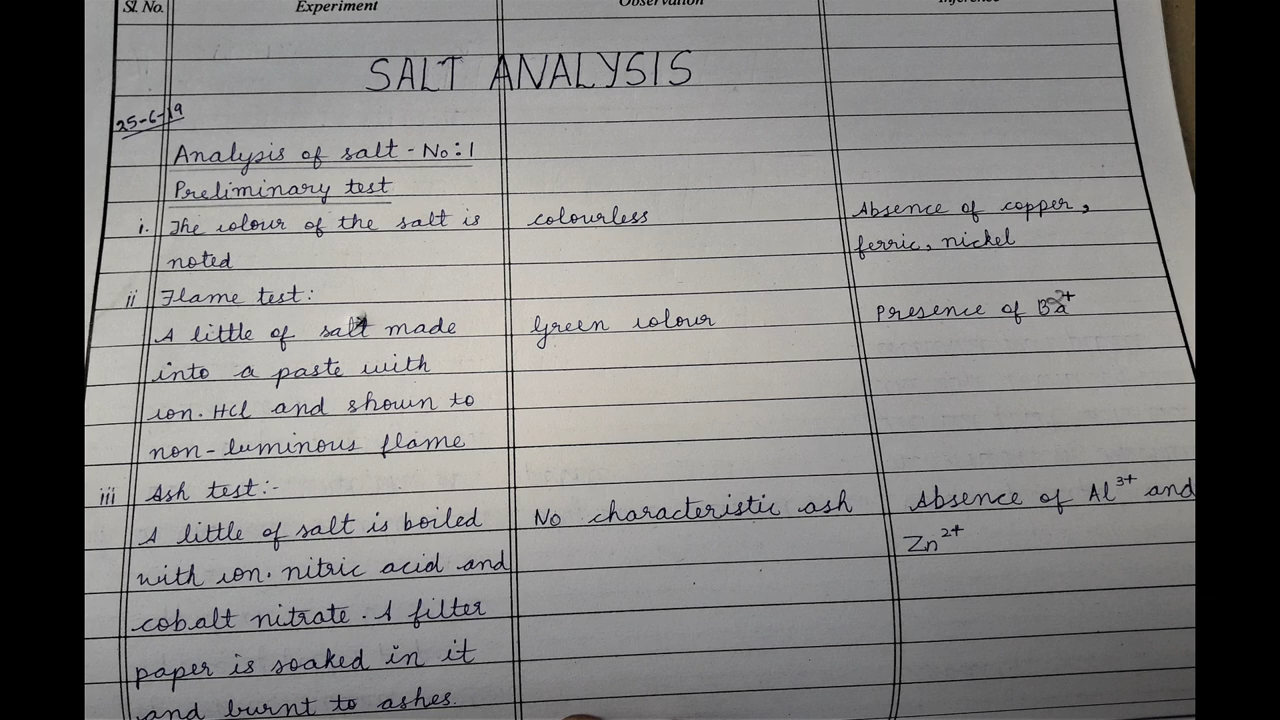 Sl. No. Experiment Observation Inference
SALT ANALYSIS
25-6-19
Analysis of salt - No:1
Preliminary test
i. The colour of the salt is colourless Absence of copper,
noted ferric, nickel
ii Flame test:
A little of salt made Green colour Presence of Ba2+
into a paste with
con. HCl and shown to
non-luminous flame
iii Ash test:-
A little of salt is boiled No characteristic ash Absence of Al3+ and
with con. nitric acid and Zn2+
cobalt nitrate. A filter
paper is soaked in it
and burnt to ashes.